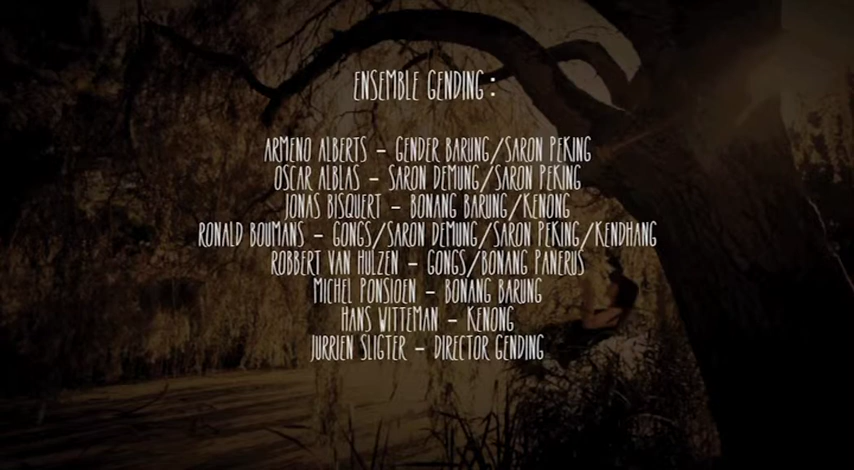 ENSEMBLE GENDING :
ARMENO ALBERTS – GENDER BARUNG/SARON PEKING
OSCAR ALBLAS – SARON DEMUNG/SARON PEKING
JONAS BISQUERT – BONANG BARUNG/KENONG
RONALD BOUMANS – GONGS/SARON DEMUNG/SARON PEKING/KENDHANG
ROBBERT VAN HULZEN – GONGS/BONANG PANERUS
MICHEL PONSIOEN – BONANG BARUNG
HANS WITTEMAN – KENONG
JURRIEN SLIGTER – DIRECTOR GENDING